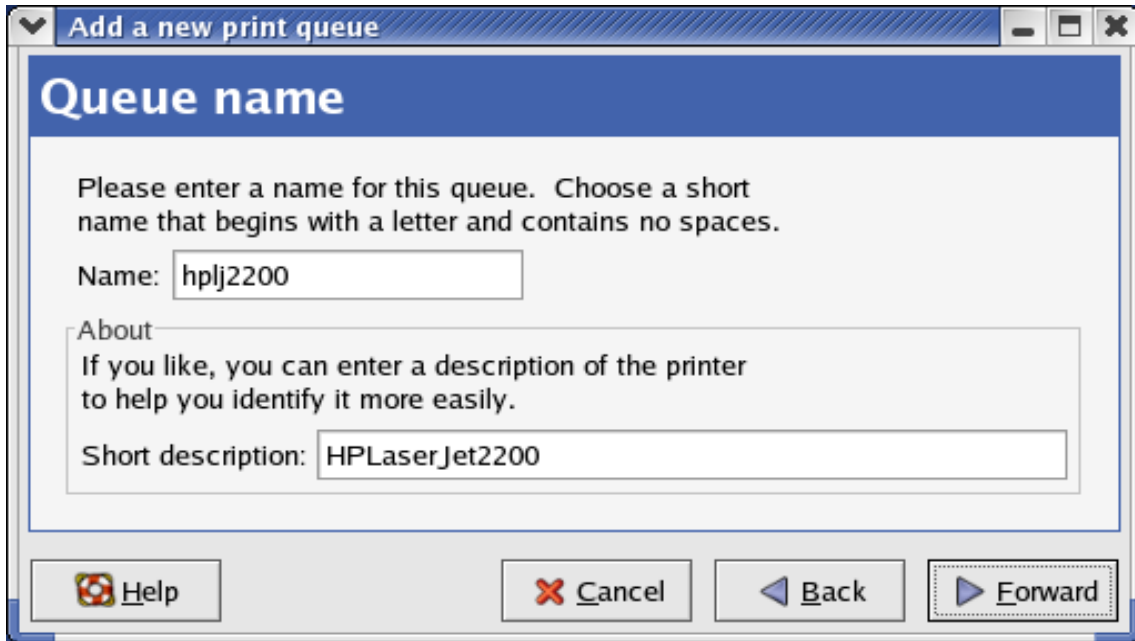 Add a new print queue
Queue name
Please enter a name for this queue.  Choose a short
name that begins with a letter and contains no spaces.
Name: hplj2200
About
If you like, you can enter a description of the printer
to help you identify it more easily.
Short description: HPLaserJet2200
Help Cancel Back Forward